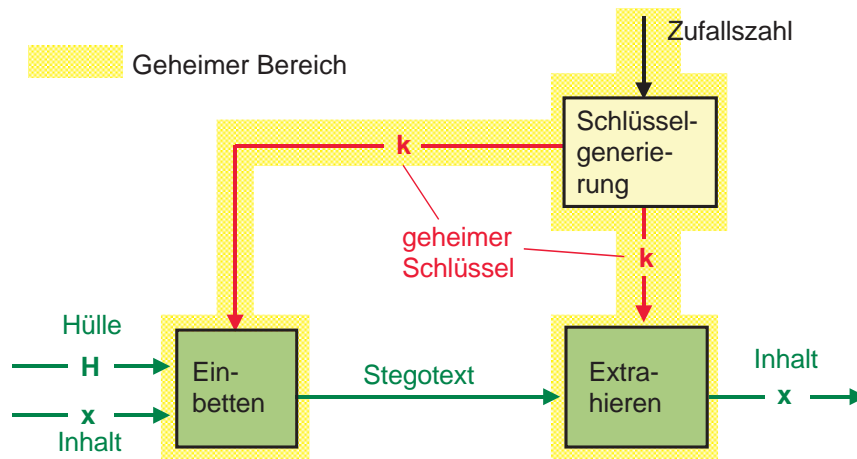 Zufallszahl
Geheimer Bereich
Schlüssel-
generie-
rung
k
geheimer
Schlüssel
k
Hülle
H
x
Inhalt
Ein-
betten
Stegotext
Extra-
hieren
Inhalt
x